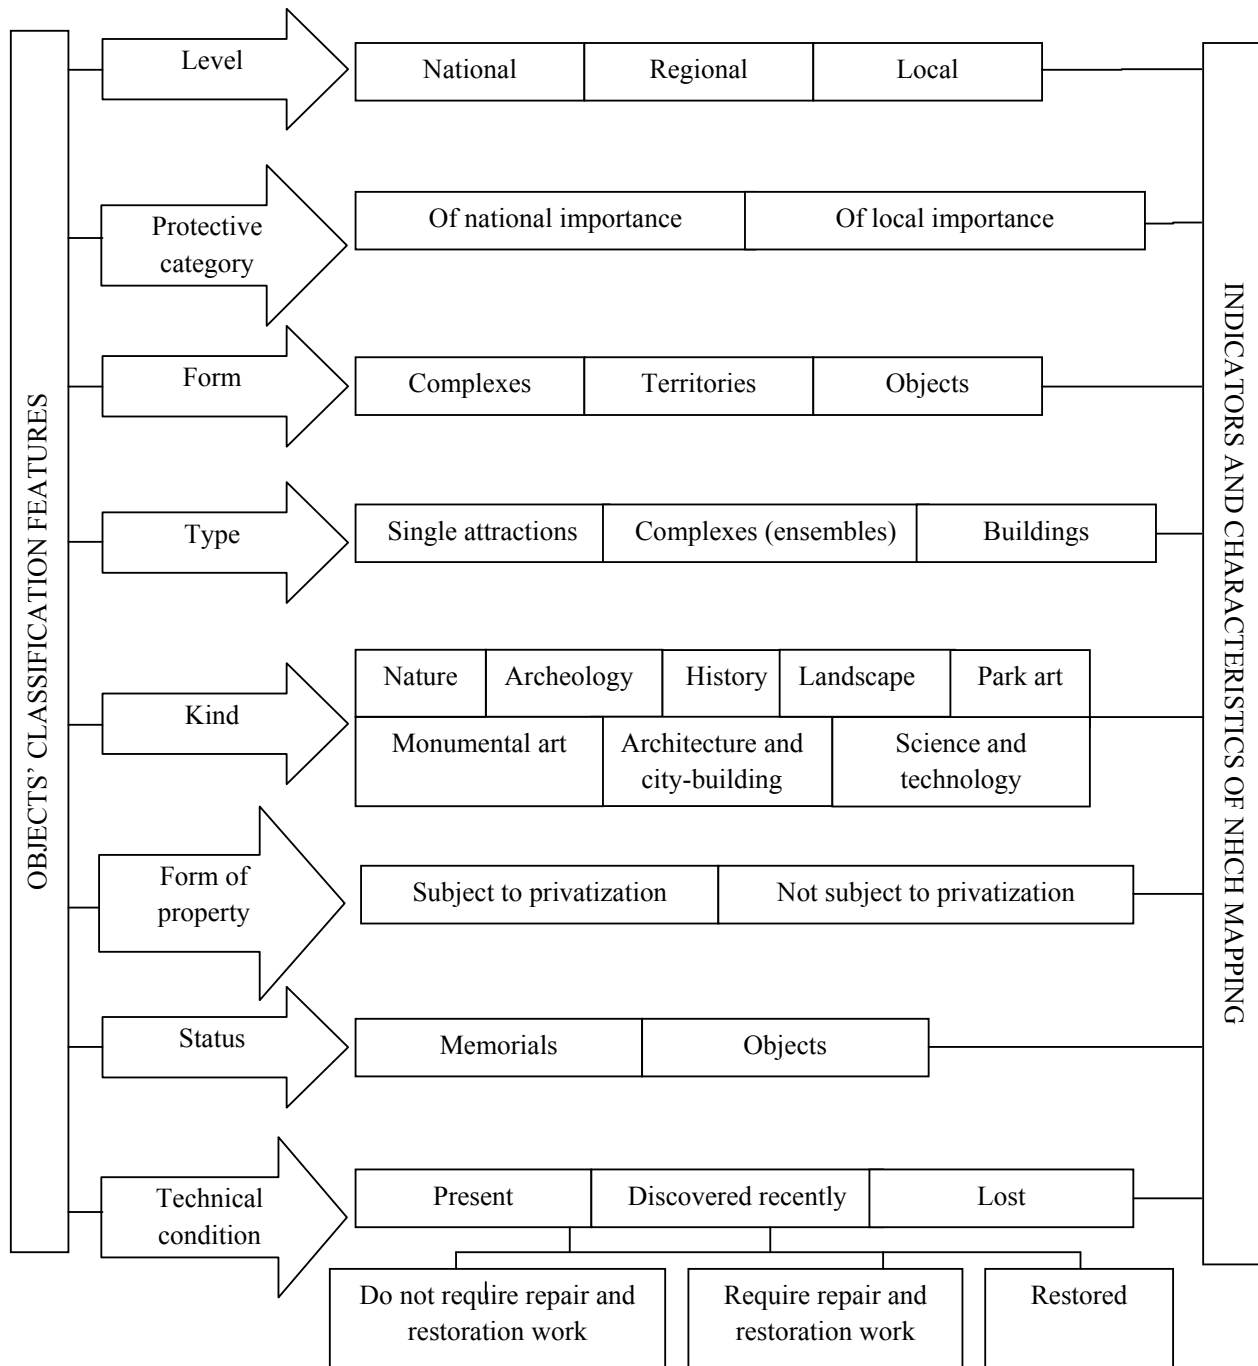 OBJECTS’ CLASSIFICATION FEATURES
Level
National Regional Local
Protective
category
Of national importance Of local importance
Form
Complexes Territories Objects
Type
Single attractions Complexes (ensembles) Buildings
Kind
Nature Archeology History Landscape Park art
Monumental art
Architecture and
city-building
Science and
technology
Form of
property
Subject to privatization Not subject to privatization
Status
Memorials Objects
Technical
condition
Present Discovered recently Lost
Do not require repair and
restoration work
Require repair and
restoration work
Restored
INDICATORS AND CHARACTERISTICS OF NHCH MAPPING